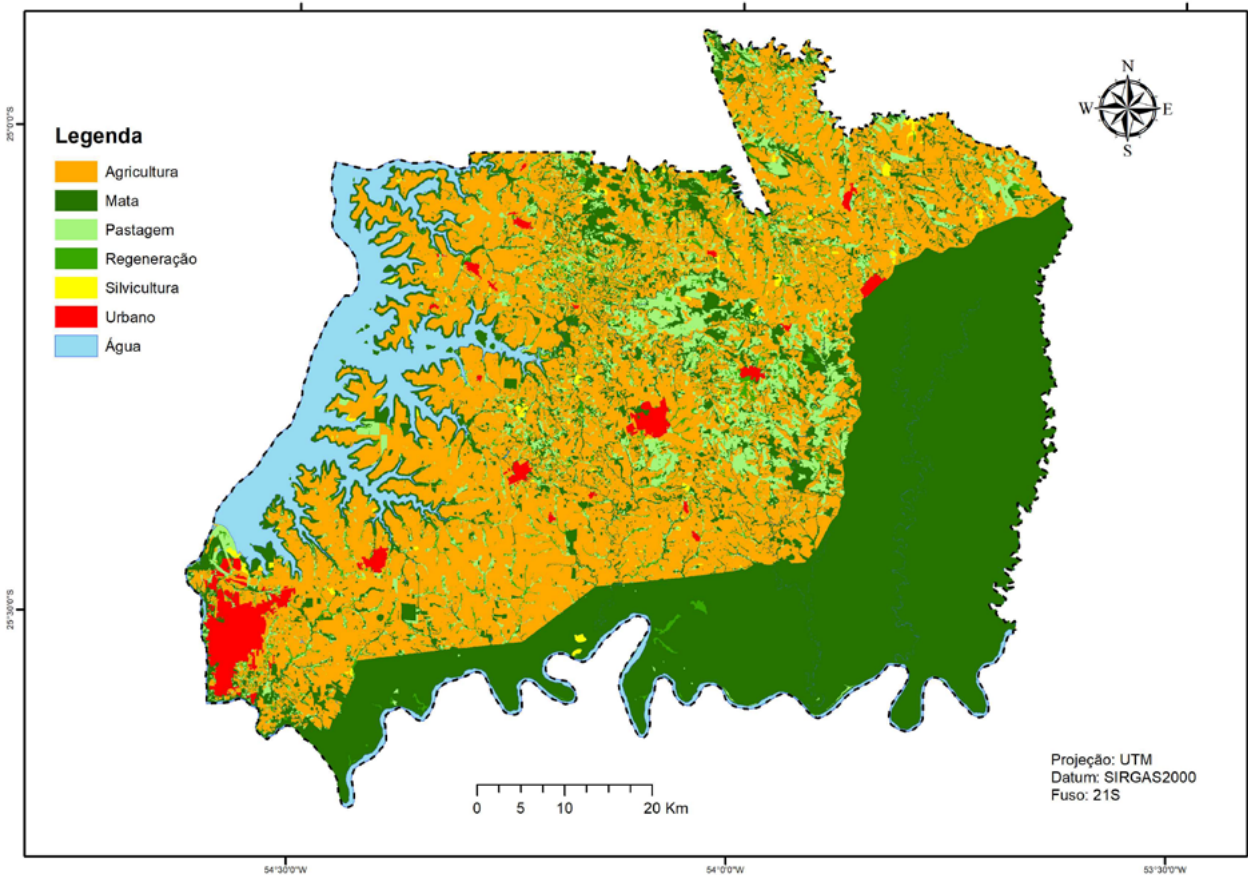 N
W E
S
25°0'0"S
Legenda
Agricultura
Mata
Pastagem
Regeneração
Silvicultura
Urbano
Água
25°30'0"S
Projeção: UTM
Datum: SIRGAS2000
Fuso: 21S
0 5 10 20 Km
54°30'0"W 54°0'0"W 53°30'0"W